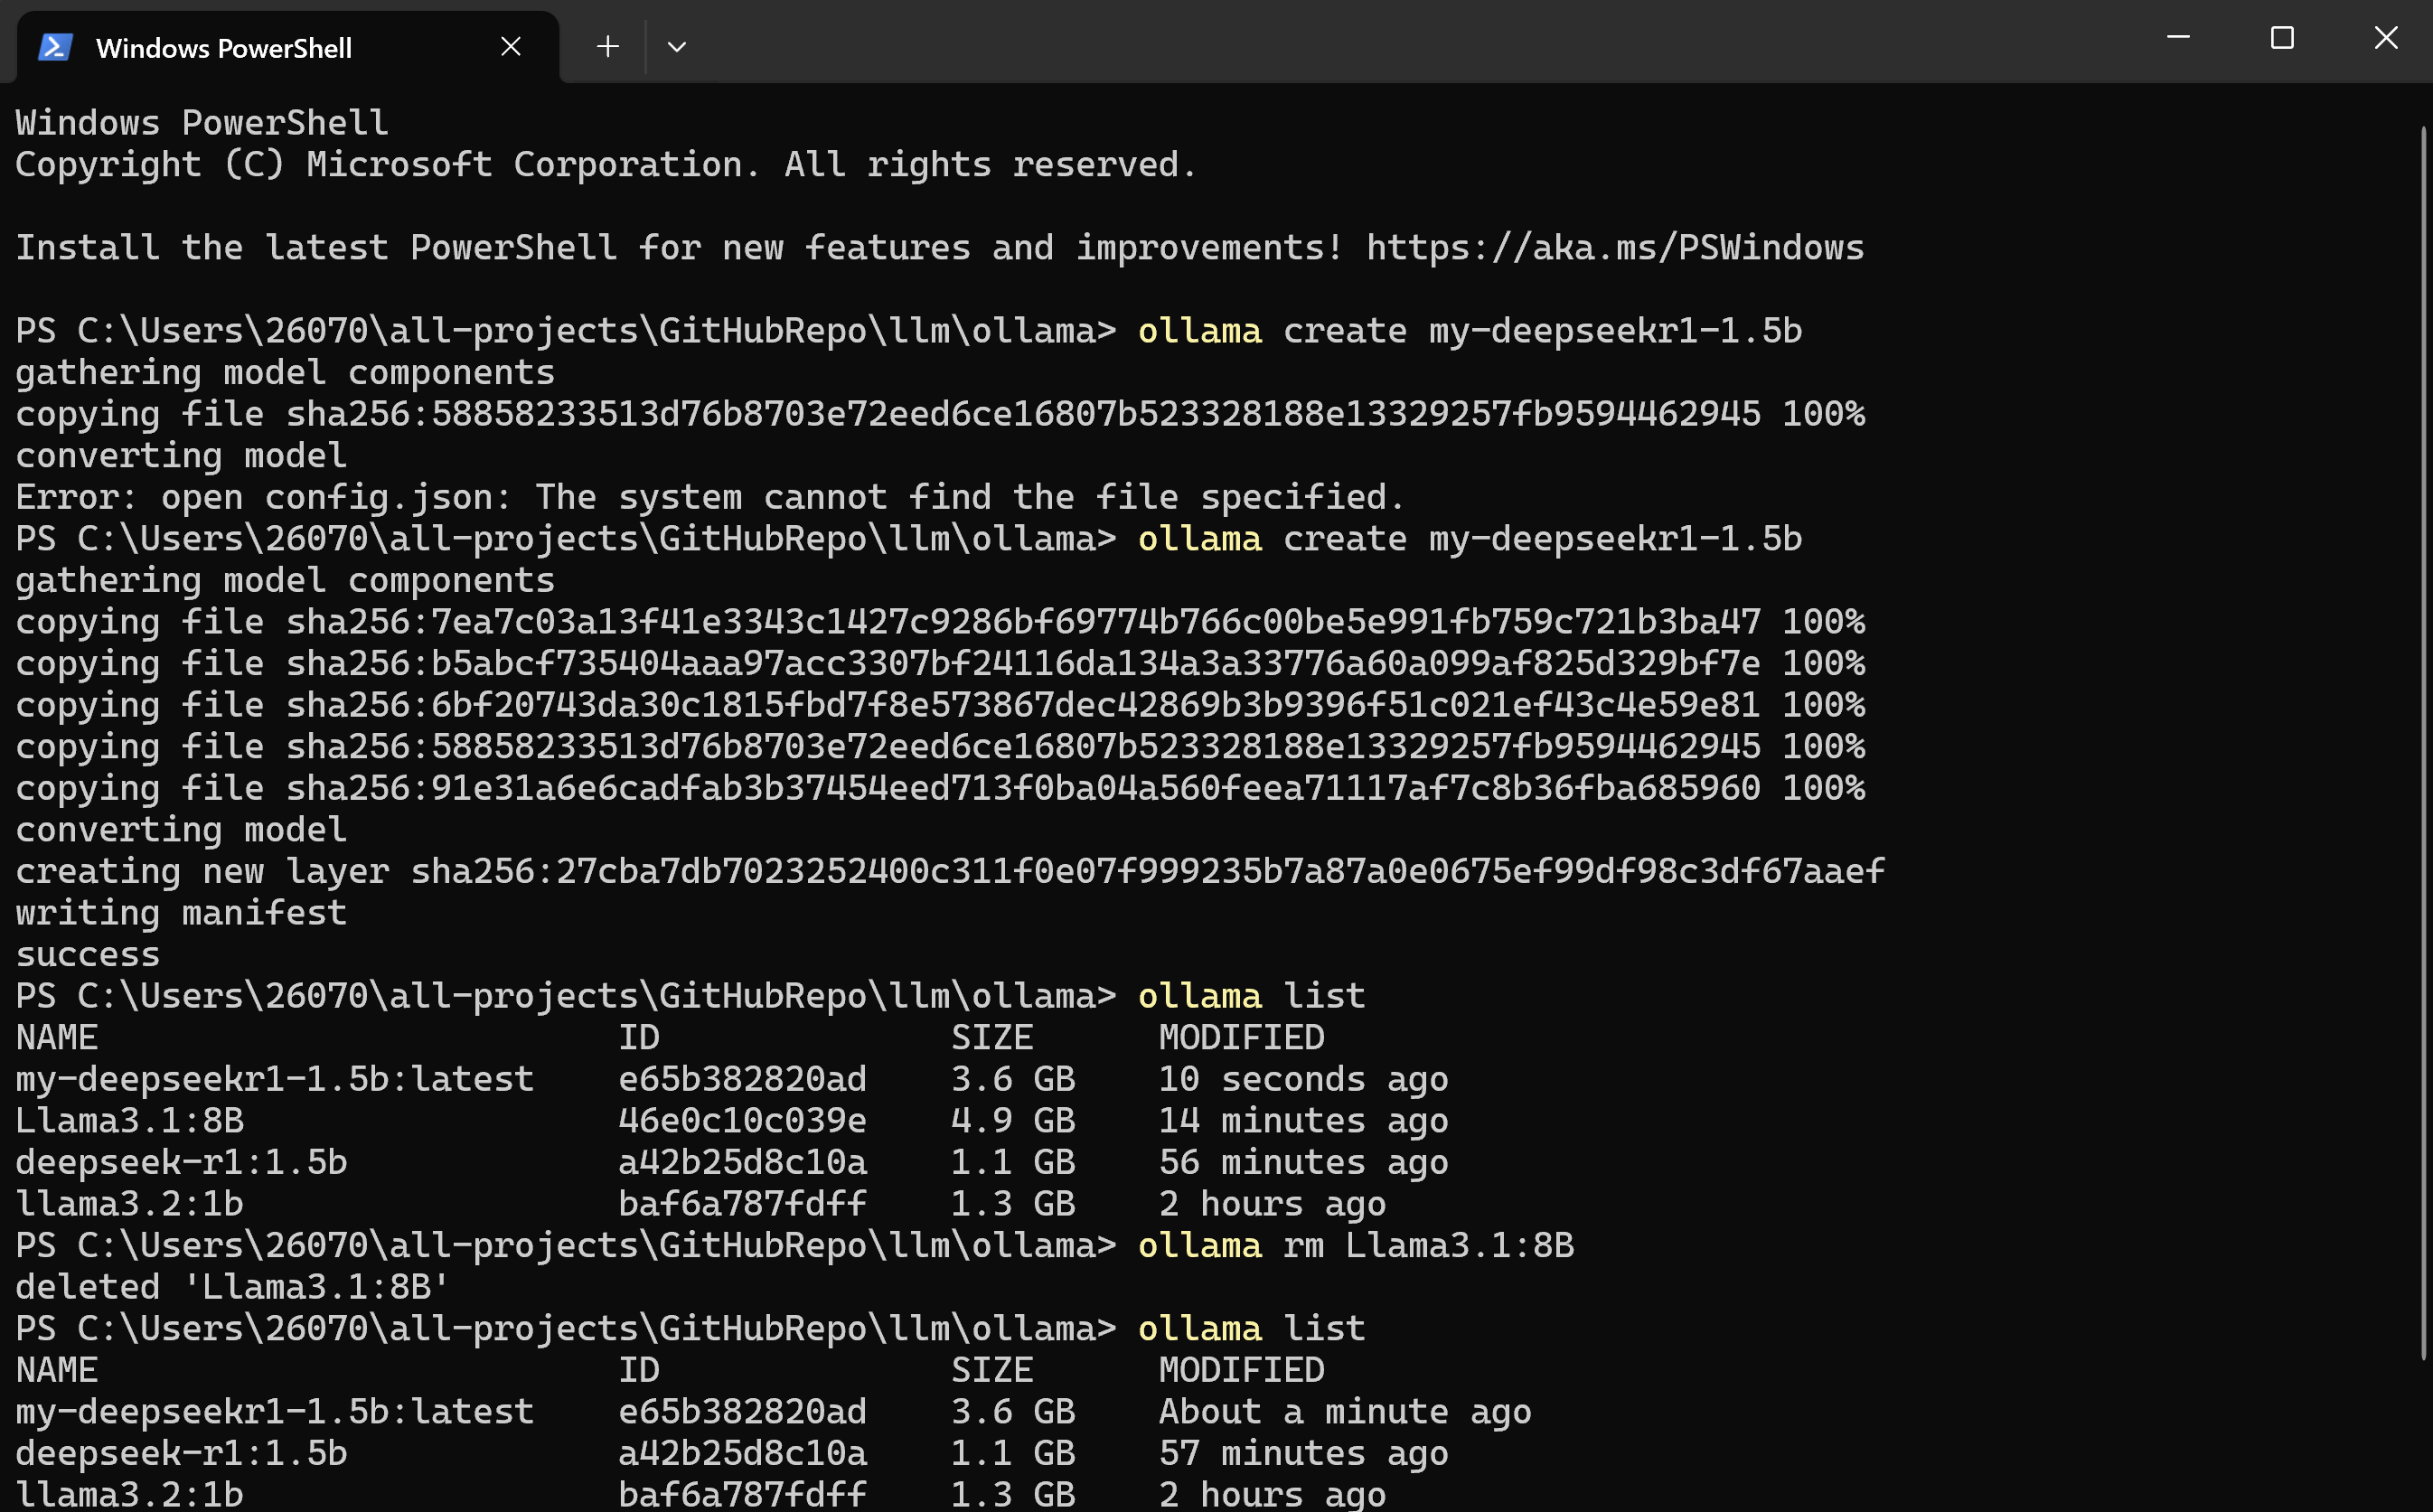 Windows PowerShell
Windows PowerShell
Copyright (C) Microsoft Corporation. All rights reserved.
Install the latest PowerShell for new features and improvements! https://aka.ms/PSWindows
PS C:\Users\26070\all-projects\GitHubRepo\llm\ollama> ollama create my-deepseekr1-1.5b
gathering model components
copying file sha256:58858233513d76b8703e72eed6ce16807b523328188e13329257fb9594462945 100%
converting model
Error: open config.json: The system cannot find the file specified.
PS C:\Users\26070\all-projects\GitHubRepo\llm\ollama> ollama create my-deepseekr1-1.5b
gathering model components
copying file sha256:7ea7c03a13f41e3343c1427c9286bf69774b766c00be5e991fb759c721b3ba47 100%
copying file sha256:b5abcf735404aaa97acc3307bf24116da134a3a33776a60a099af825d329bf7e 100%
copying file sha256:6bf20743da30c1815fbd7f8e573867dec42869b3b9396f51c021ef43c4e59e81 100%
copying file sha256:58858233513d76b8703e72eed6ce16807b523328188e13329257fb9594462945 100%
copying file sha256:91e31a6e6cadfab3b37454eed713f0ba04a560feea71117af7c8b36fba685960 100%
converting model
creating new layer sha256:27cba7db7023252400c311f0e07f999235b7a87a0e0675ef99df98c3df67aaef
writing manifest
success
PS C:\Users\26070\all-projects\GitHubRepo\llm\ollama> ollama list
NAME ID SIZE MODIFIED
my-deepseekr1-1.5b:latest e65b382820ad 3.6 GB 10 seconds ago
Llama3.1:8B 46e0c10c039e 4.9 GB 14 minutes ago
deepseek-r1:1.5b a42b25d8c10a 1.1 GB 56 minutes ago
llama3.2:1b baf6a787fdff 1.3 GB 2 hours ago
PS C:\Users\26070\all-projects\GitHubRepo\llm\ollama> ollama rm Llama3.1:8B
deleted 'Llama3.1:8B'
PS C:\Users\26070\all-projects\GitHubRepo\llm\ollama> ollama list
NAME ID SIZE MODIFIED
my-deepseekr1-1.5b:latest e65b382820ad 3.6 GB About a minute ago
deepseek-r1:1.5b a42b25d8c10a 1.1 GB 57 minutes ago
llama3.2:1b baf6a787fdff 1.3 GB 2 hours ago